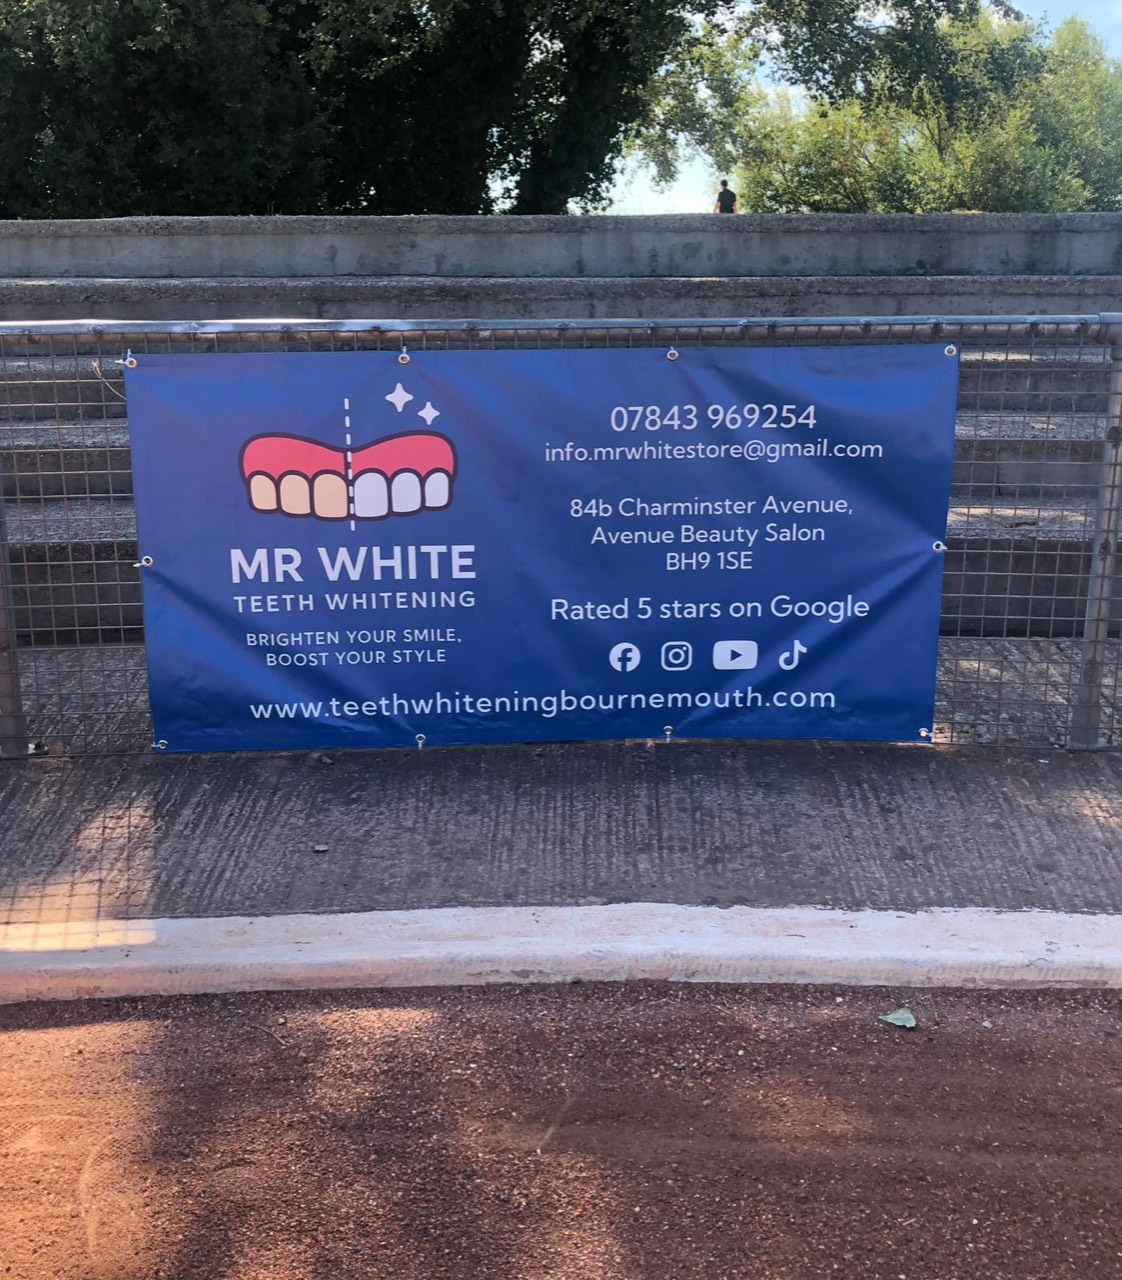 MR WHITE
TEETH WHITENING
BRIGHTEN YOUR SMILE,
BOOST YOUR STYLE
07843 969254
info.mrwhitestore@gmail.com
84b Charminster Avenue,
Avenue Beauty Salon
BH9 1SE
Rated 5 stars on Google
www.teethwhiteningbournemouth.com